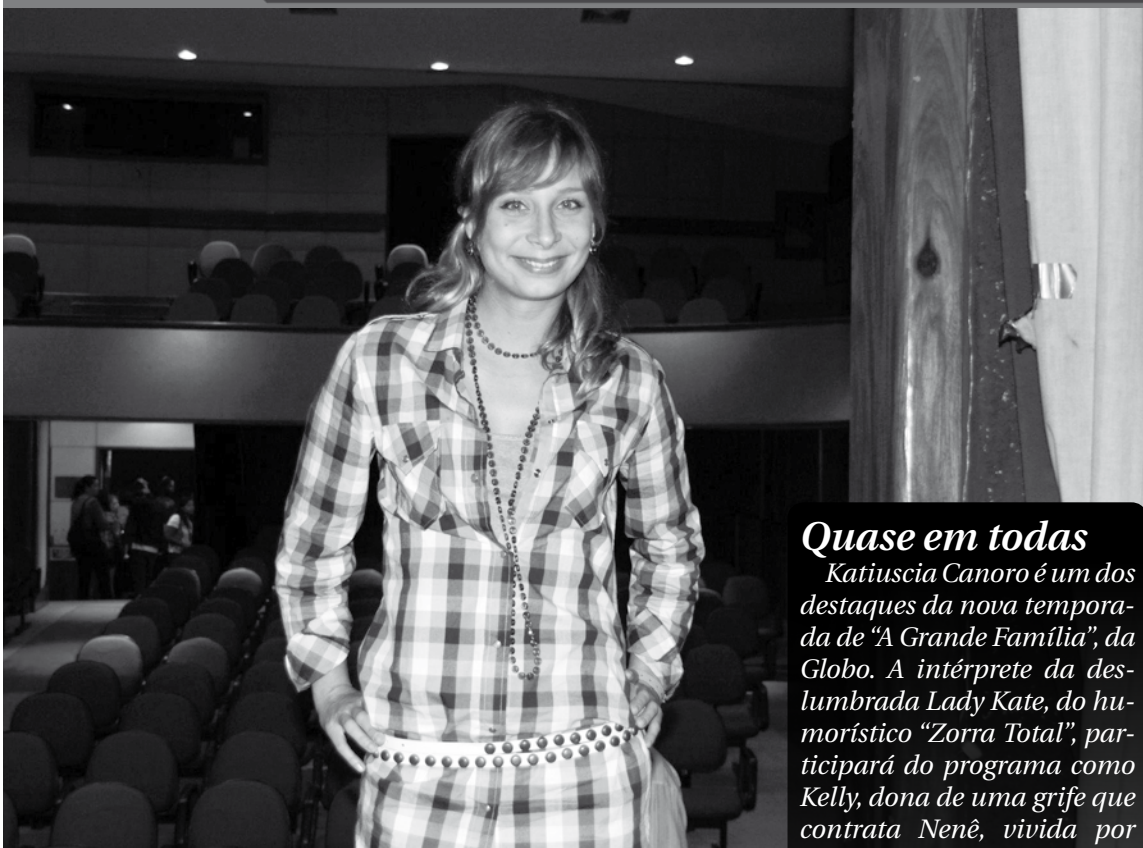 Quase em todas
Katiuscia Canoro é um dos
destaques da nova tempora-
da de “A Grande Família”, da
Globo. A intérprete da des-
lumbrada Lady Kate, do hu-
morístico “Zorra Total”, par-
ticipará do programa como
Kelly, dona de uma grife que
contrata Nenê, vivida por